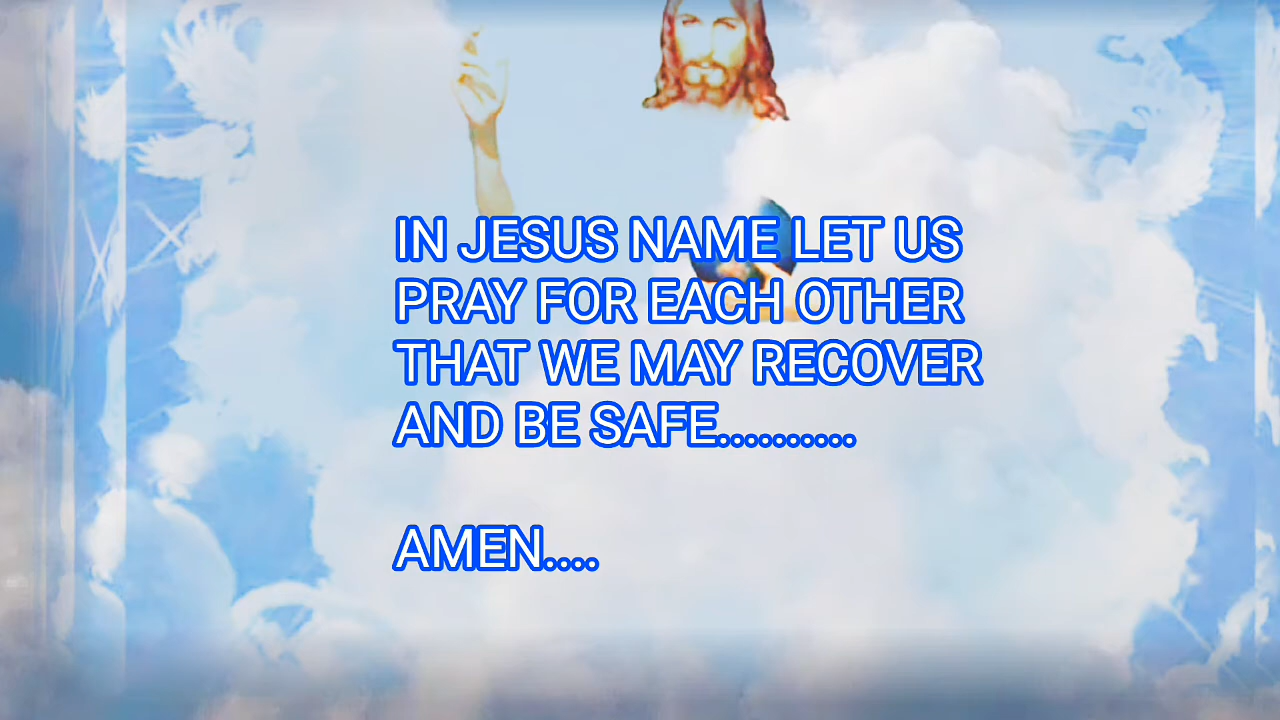 IN JESUS NAME LET US
PRAY FOR EACH OTHER
THAT WE MAY RECOVER
AND BE SAFE..........
AMEN....